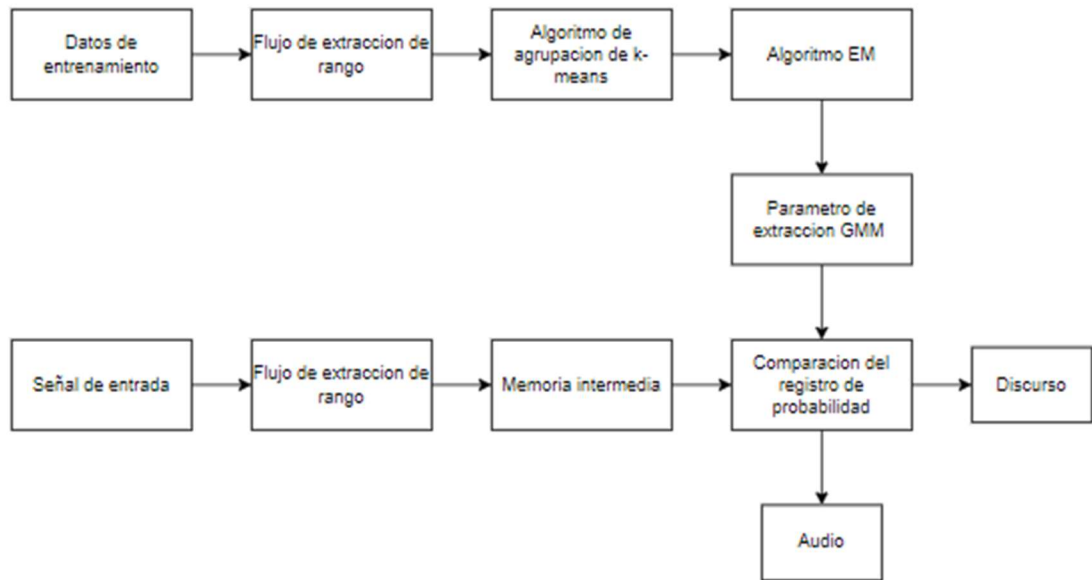 Datos de
entrenamiento
Flujo de extraccion de
rango
Algoritmo de
agrupacion de k-
means
Algoritmo EM
Parametro de
extraccion GMM
Señal de entrada
Flujo de extraccion de
rango
Memoria intermedia
Comparacion del
registro de
probabilidad
Discurso
Audio